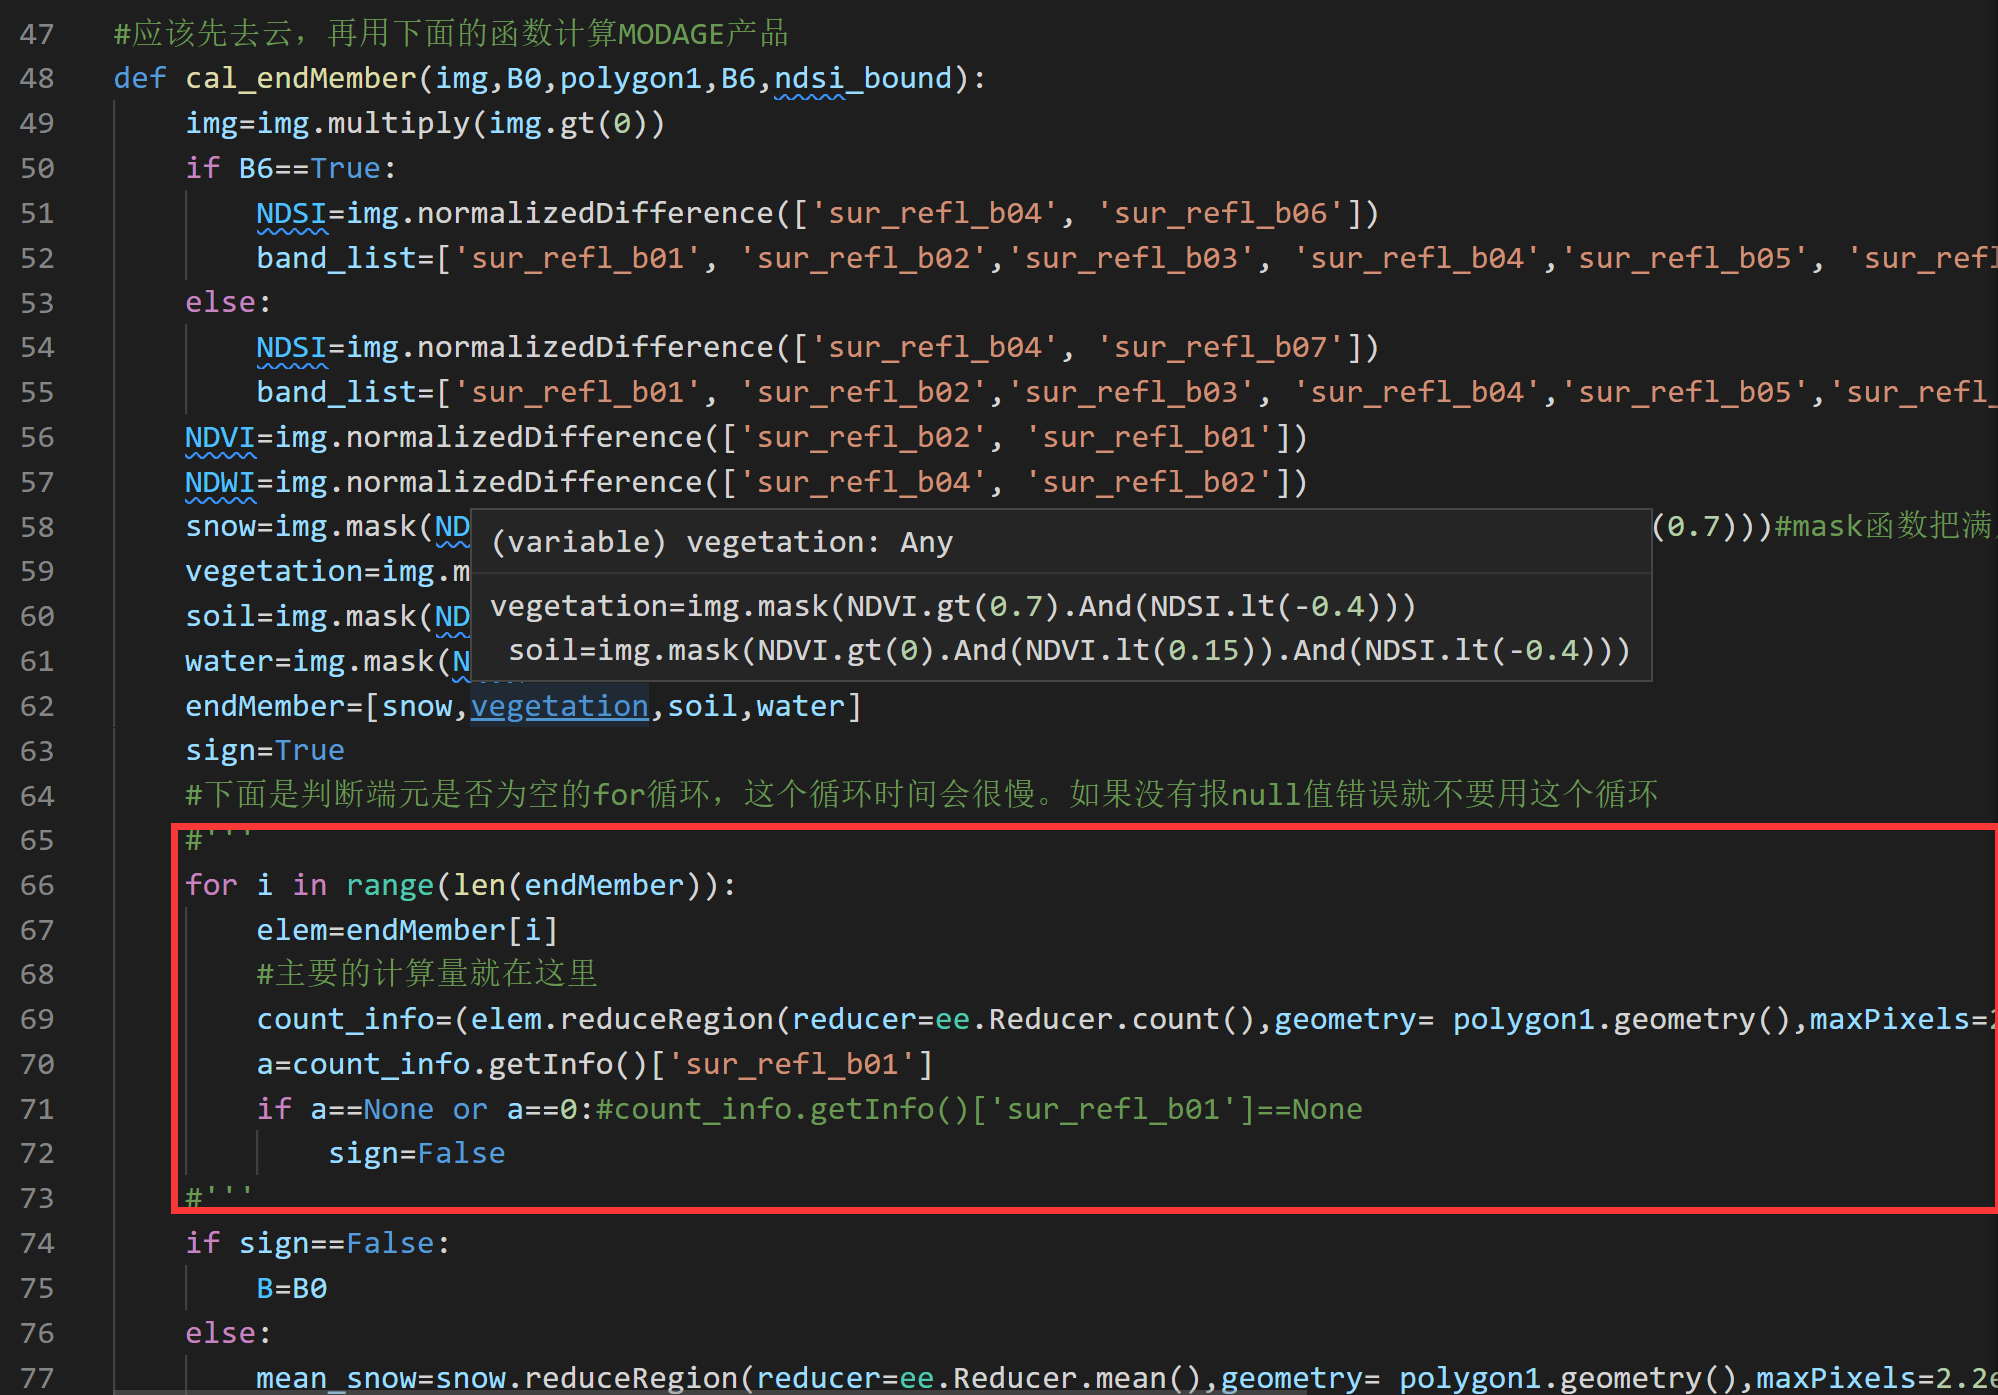 47 #应该先去云，再用下面的函数计算MODAGE产品
48 def cal_endMember(img,B0,polygon1,B6,ndsi_bound):
49 img=img.multiply(img.gt(0))
50 if B6==True:
51 NDSI=img.normalizedDifference(['sur_refl_b04', 'sur_refl_b06'])
52 band_list=['sur_refl_b01', 'sur_refl_b02','sur_refl_b03', 'sur_refl_b04','sur_refl_b05', 'sur_refl
53 else:
54 NDSI=img.normalizedDifference(['sur_refl_b04', 'sur_refl_b07'])
55 band_list=['sur_refl_b01', 'sur_refl_b02','sur_refl_b03', 'sur_refl_b04','sur_refl_b05','sur_refl_
56 NDVI=img.normalizedDifference(['sur_refl_b02', 'sur_refl_b01'])
57 NDWI=img.normalizedDifference(['sur_refl_b04', 'sur_refl_b02'])
58 snow=img.mask(ND (0.7)))#mask函数把满
(variable) vegetation: Any
59 vegetation=img.m
vegetation=img.mask(NDVI.gt(0.7).And(NDSI.lt(-0.4)))
60 soil=img.mask(ND
soil=img.mask(NDVI.gt(0).And(NDVI.lt(0.15)).And(NDSI.lt(-0.4)))
61 water=img.mask(N
62 endMember=[snow,vegetation,soil,water]
63 sign=True
64 #下面是判断端元是否为空的for循环，这个循环时间会很慢。如果没有报null值错误就不要用这个循环
65 #'''
66 for i in range(len(endMember)):
67 elem=endMember[i]
68 #主要的计算量就在这里
69 count_info=(elem.reduceRegion(reducer=ee.Reducer.count(),geometry= polygon1.geometry(),maxPixels=2
70 a=count_info.getInfo()['sur_refl_b01']
71 if a==None or a==0:#count_info.getInfo()['sur_refl_b01']==None
72 sign=False
73 #'''
74 if sign==False:
75 B=B0
76 else:
77 mean_snow=snow.reduceRegion(reducer=ee.Reducer.mean(),geometry= polygon1.geometry(),maxPixels=2.2e